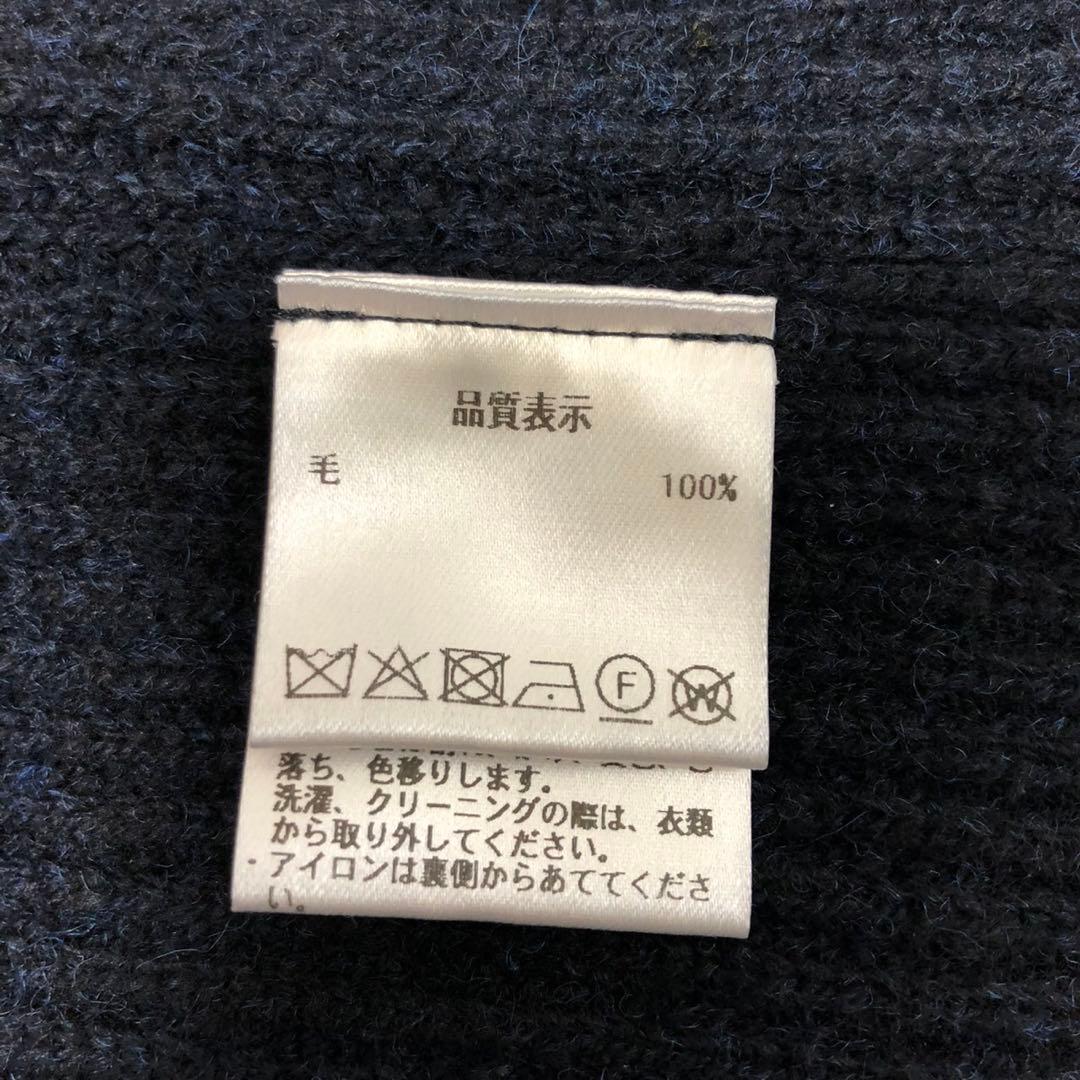 品質表示
毛 100%
F
W
落ち、色移りします。
洗濯、クリーニングの際は、衣類
から取り外してください。
・アイロンは裏側からあててくださ
い。